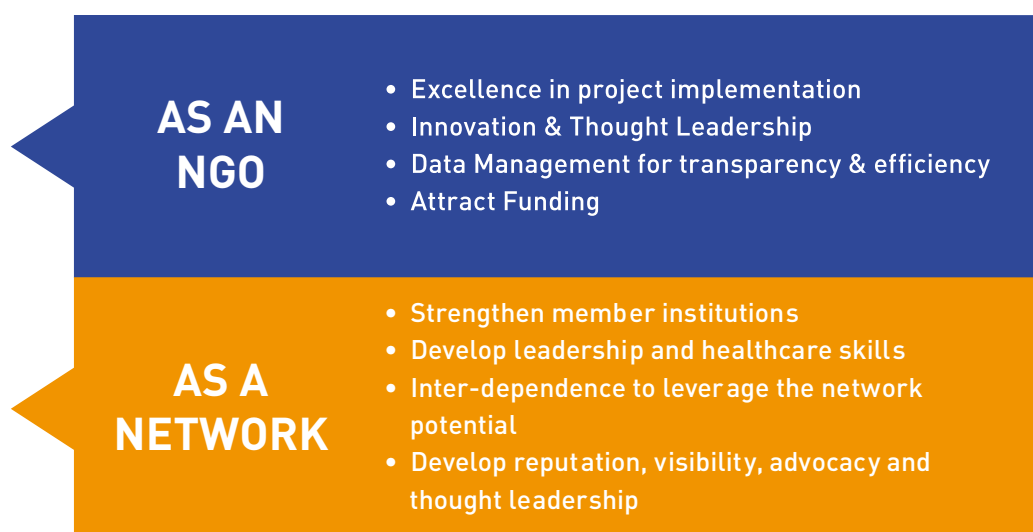 AS AN
NGO
• Excellence in project implementation
• Innovation & Thought Leadership
• Data Management for transparency & efficiency
• Attract Funding
AS A
NETWORK
• Strengthen member institutions
• Develop leadership and healthcare skills
• Inter-dependence to leverage the network
potential
• Develop reputation, visibility, advocacy and
thought leadership